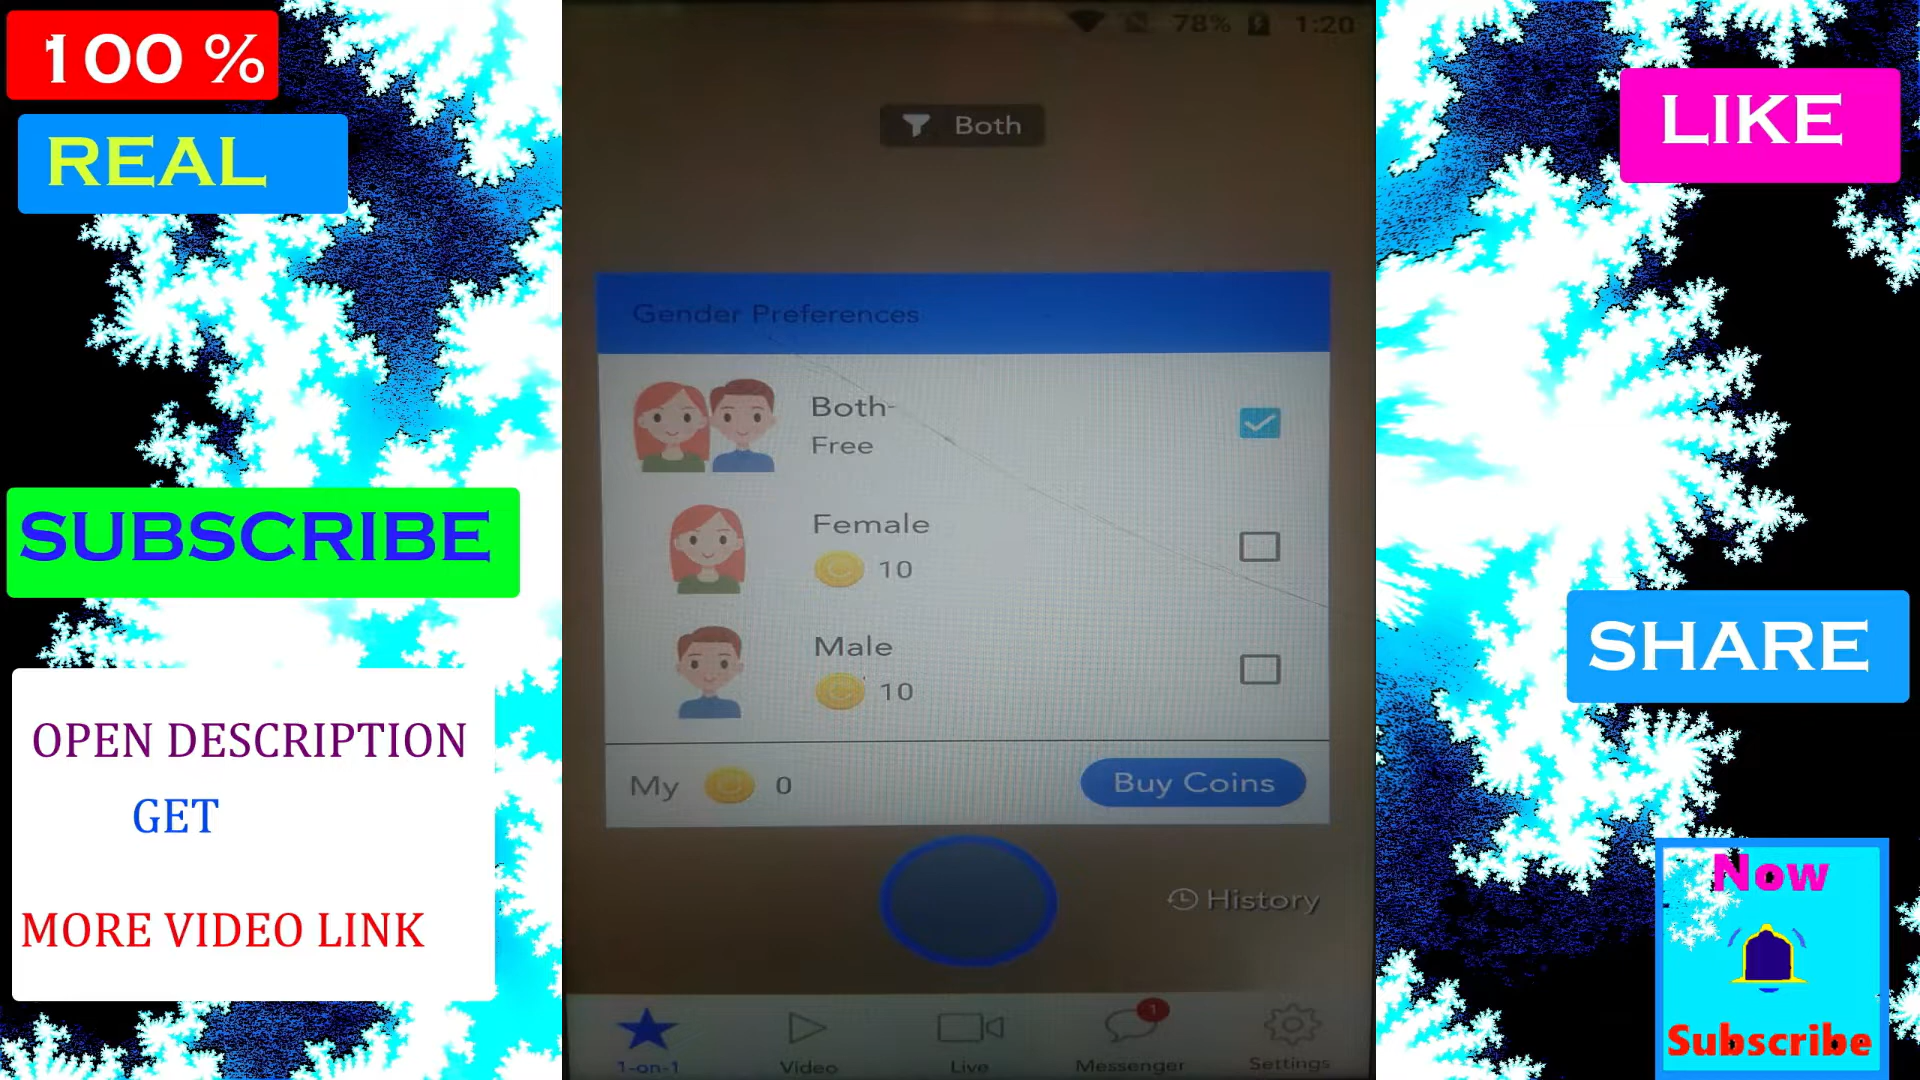 100 %
REAL
SUBSCRIBE
OPEN DESCRIPTION
GET
MORE VIDEO LINK
78% 1:20
Both
Gender Preferences
Both
Free
Female
10
Male
10
My 0
Buy Coins
History
1-on-1
Video
Live
1
Messenger
Settings
LIKE
SHARE
Now
Subscribe